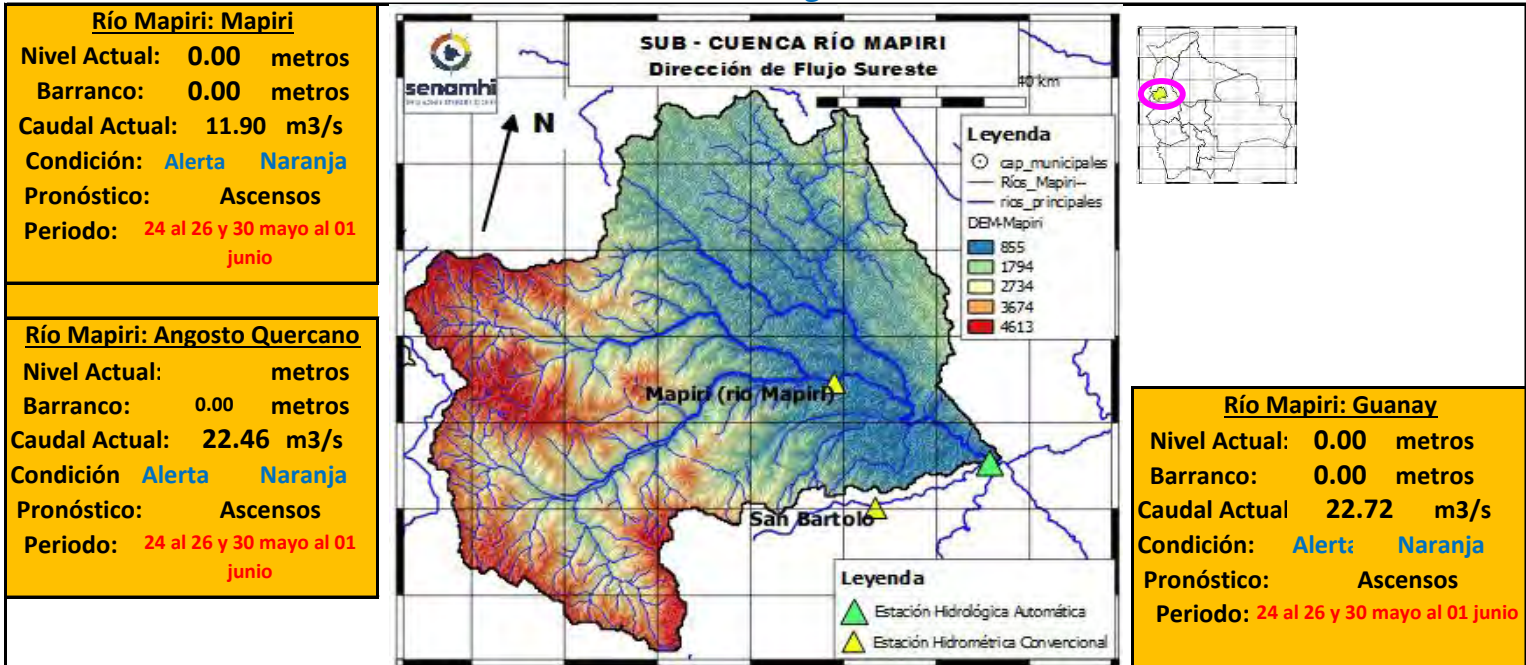 Río Mapiri: Mapiri
Nivel Actual: 0.00 metros
Barranco: 0.00 metros
Caudal Actual: 11.90 m3/s
Condición: Alerta Naranja
Pronóstico: Ascensos
Periodo: 24 al 26 y 30 mayo al 01
junio
Río Mapiri: Angosto Quercano
Nivel Actual: metros
Barranco: 0.00 metros
Caudal Actual: 22.46 m3/s
Condición Alerta Naranja
Pronóstico: Ascensos
Periodo: 24 al 26 y 30 mayo al 01
junio
senamhi
SUB - CUENCA RÍO MAPIRI
Dirección de Flujo Sureste
40 km
N
Leyenda
cap_municipales
Ríos_Mapiri--
rios_principales
DEM-Mapiri
855
1794
2734
3674
4613
Mapiri (rio Mapiri)
San Bartolo
Leyenda
Estación Hidrológica Automática
Estación Hidrométrica Convencional
Río Mapiri: Guanay
Nivel Actual: 0.00 metros
Barranco: 0.00 metros
Caudal Actual 22.72 m3/s
Condición: Alerta Naranja
Pronóstico: Ascensos
Periodo: 24 al 26 y 30 mayo al 01 junio